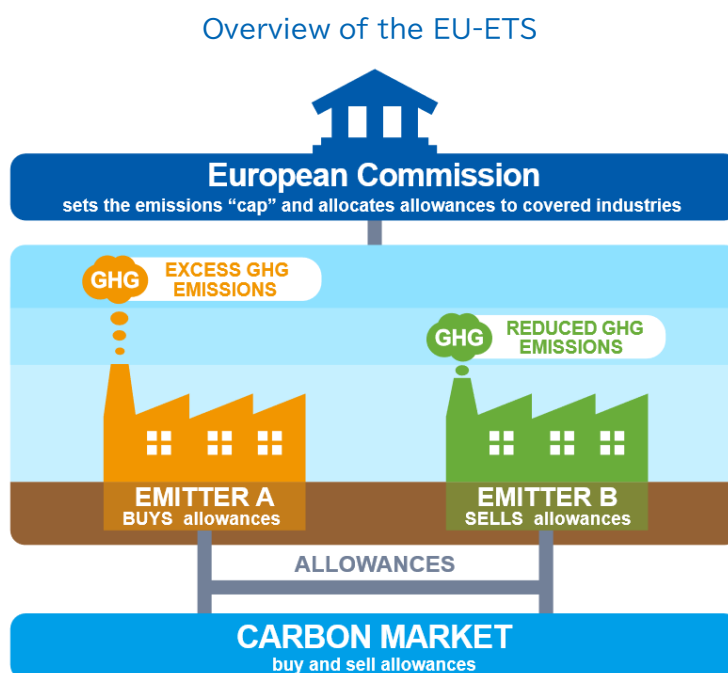 Overview of the EU-ETS
European Commission
sets the emissions “cap” and allocates allowances to covered industries
GHG
EXCESS GHG
EMISSIONS
GHG
REDUCED GHG
EMISSIONS
EMITTER A
BUYS allowances
EMITTER B
SELLS allowances
ALLOWANCES
CARBON MARKET
buy and sell allowances